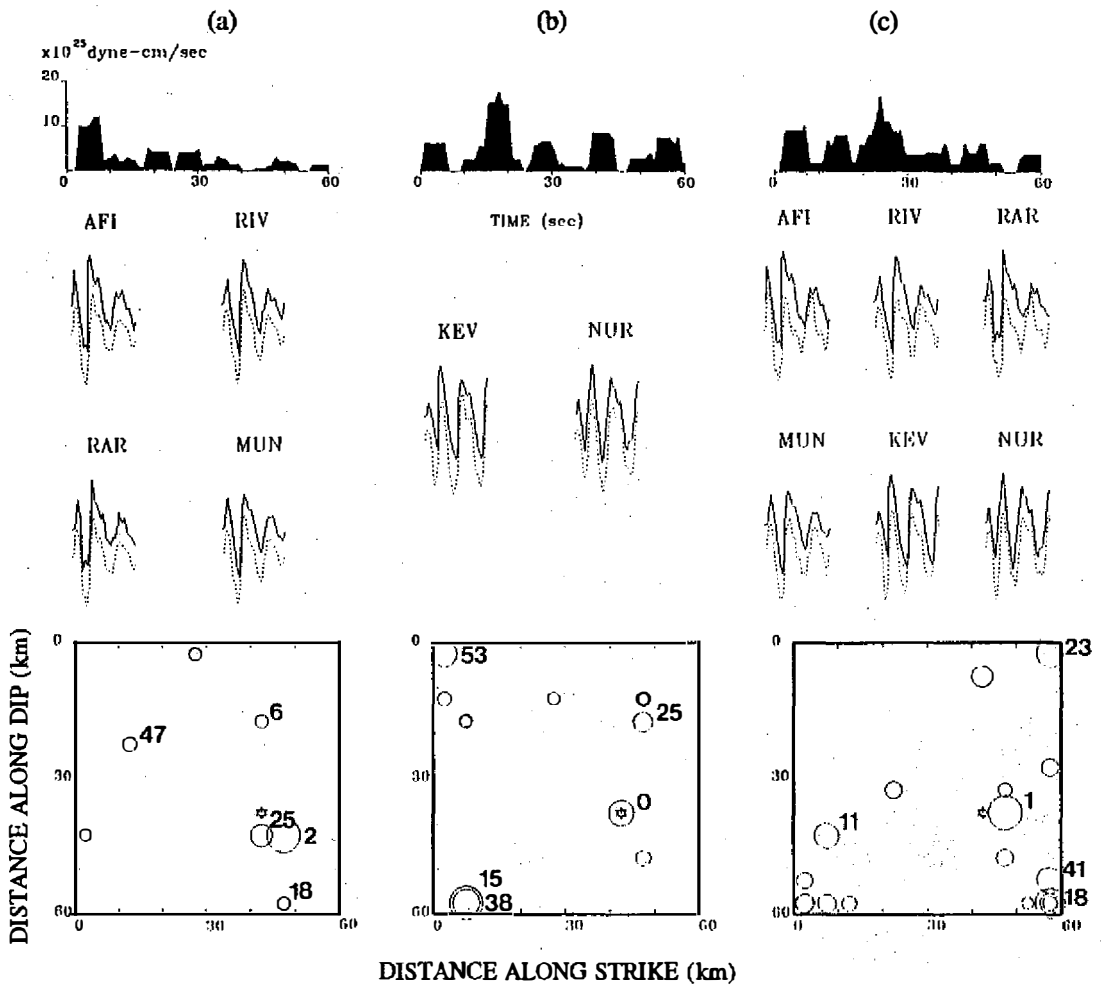 (a) (b) (c)
x10^25 dyne-cm/sec
20
10
0 30 60
0 30 60
0 30 60
TIME (sec)
AFI RIV
RAR MUN
KEV NUR
AFI RIV RAR
MUN KEV NUR
DISTANCE ALONG DIP (km)
0
30
60
0 30 60
6
47
25
2
18
0
30
60
0 30 60
53
25
0
15
38
0
30
60
0 30 60
23
1
11
41
18
DISTANCE ALONG STRIKE (km)